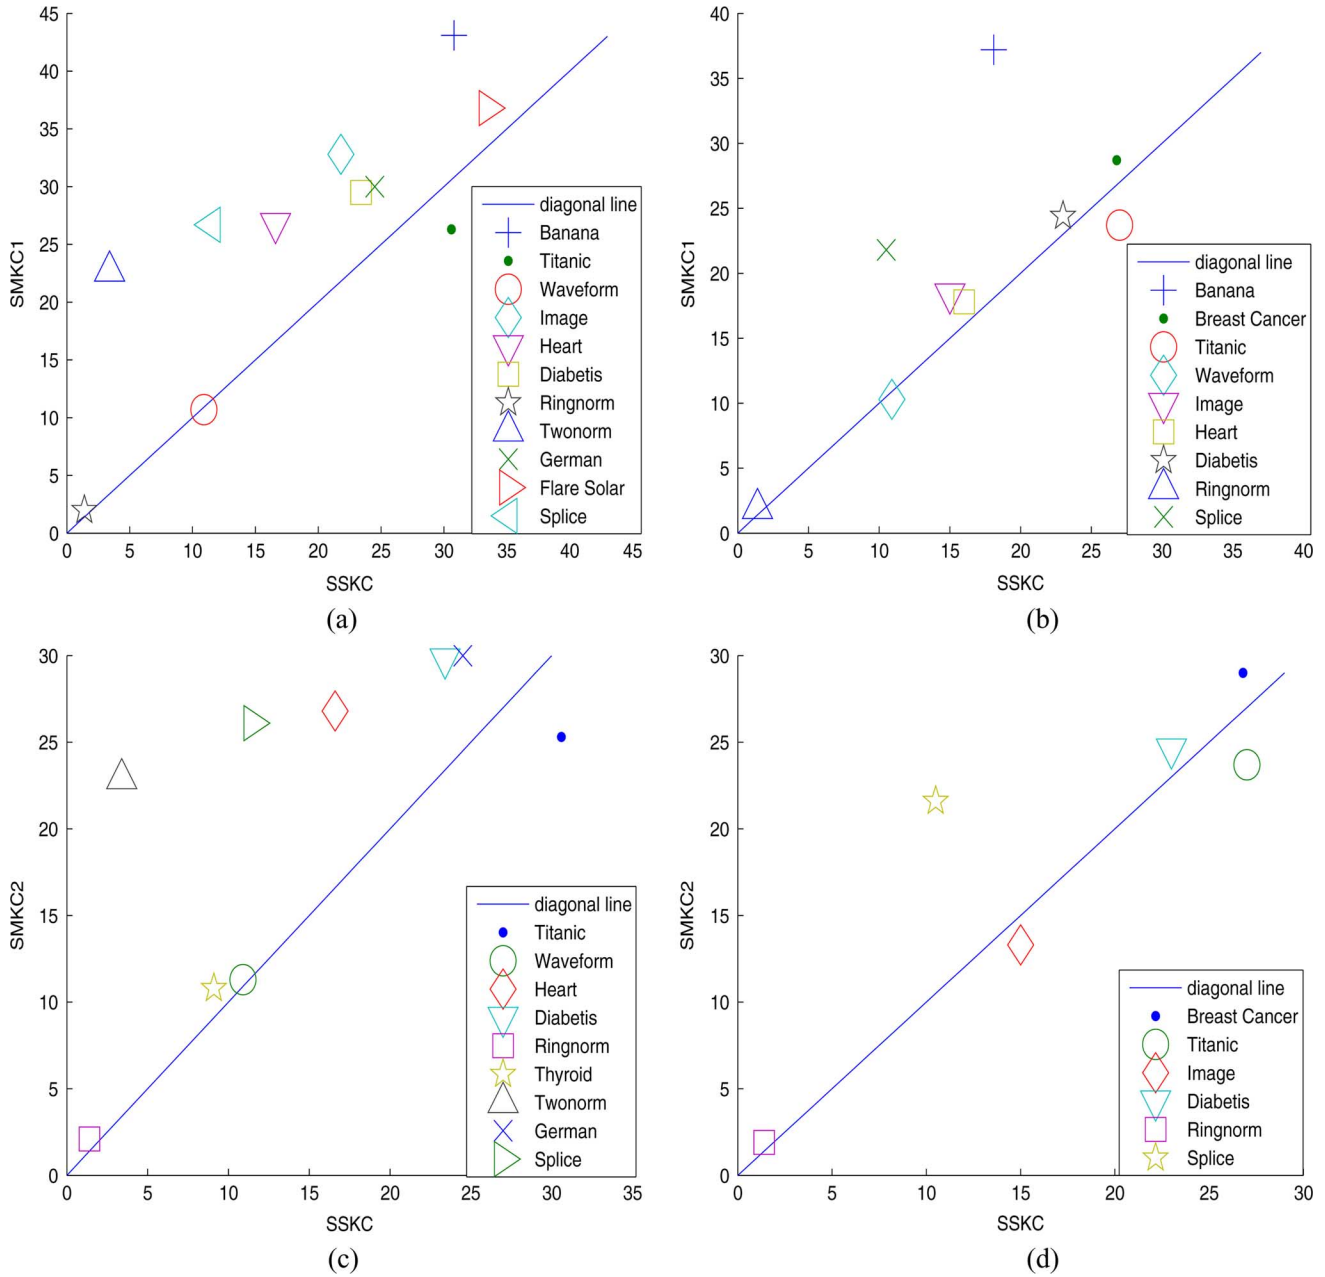 45
40
35
30
25
20
15
10
5
0
SMKC1
diagonal line
Banana
Titanic
Waveform
Image
Heart
Diabetis
Ringnorm
Twonorm
German
Flare Solar
Splice
0 5 10 15 20 25 30 35 40 45
SSKC
(a)
40
35
30
25
20
15
10
5
0
SMKC1
diagonal line
Banana
Breast Cancer
Titanic
Waveform
Image
Heart
Diabetis
Ringnorm
Splice
0 5 10 15 20 25 30 35 40
SSKC
(b)
30
25
20
15
10
5
0
SMKC2
diagonal line
Titanic
Waveform
Heart
Diabetis
Ringnorm
Thyroid
Twonorm
German
Splice
0 5 10 15 20 25 30 35
SSKC
(c)
30
25
20
15
10
5
0
SMKC2
diagonal line
Breast Cancer
Titanic
Image
Diabetis
Ringnorm
Splice
0 5 10 15 20 25 30
SSKC
(d)